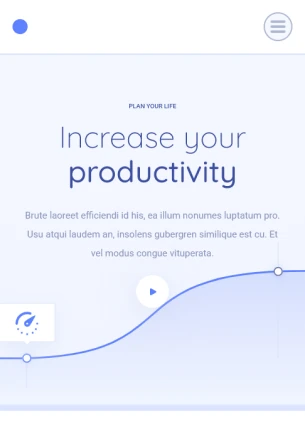 PLAN YOUR LIFE
Increase your
productivity
Brute laoreet efficiendi id his, ea illum nonumes luptatum pro.
Usu atqui laudem an, insolens gubergren similique est cu. Et
vel modus congue vituperata.